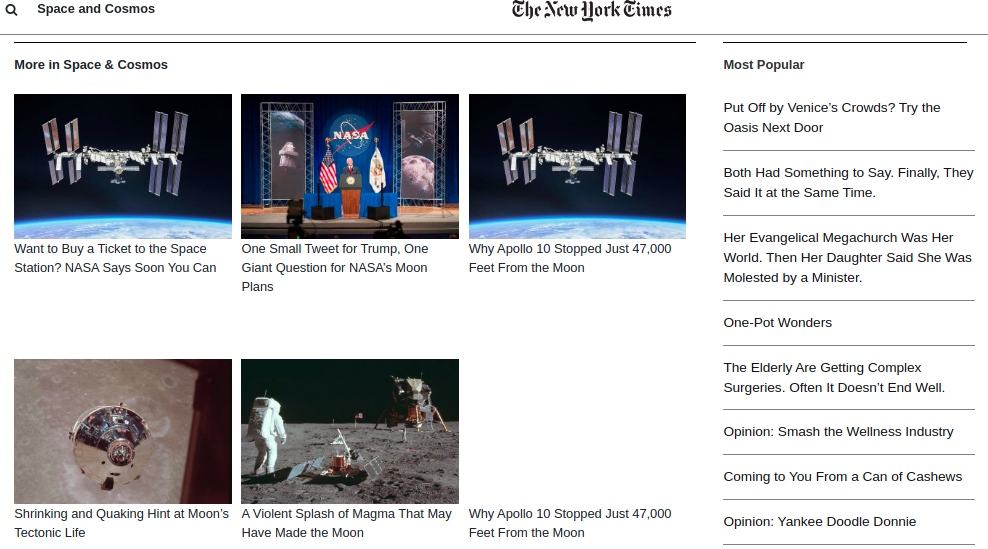 Space and Cosmos
The New York Times
More in Space & Cosmos
NASA
Want to Buy a Ticket to the Space
Station? NASA Says Soon You Can
One Small Tweet for Trump, One
Giant Question for NASA's Moon
Plans
Why Apollo 10 Stopped Just 47,000
Feet From the Moon
Shrinking and Quaking Hint at Moon's
Tectonic Life
A Violent Splash of Magma That May
Have Made the Moon
Why Apollo 10 Stopped Just 47,000
Feet From the Moon
Most Popular
Put Off by Venice's Crowds? Try the
Oasis Next Door
Both Had Something to Say. Finally, They
Said It at the Same Time.
Her Evangelical Megachurch Was Her
World. Then Her Daughter Said She Was
Molested by a Minister.
One-Pot Wonders
The Elderly Are Getting Complex
Surgeries. Often It Doesn't End Well.
Opinion: Smash the Wellness Industry
Coming to You From a Can of Cashews
Opinion: Yankee Doodle Donnie